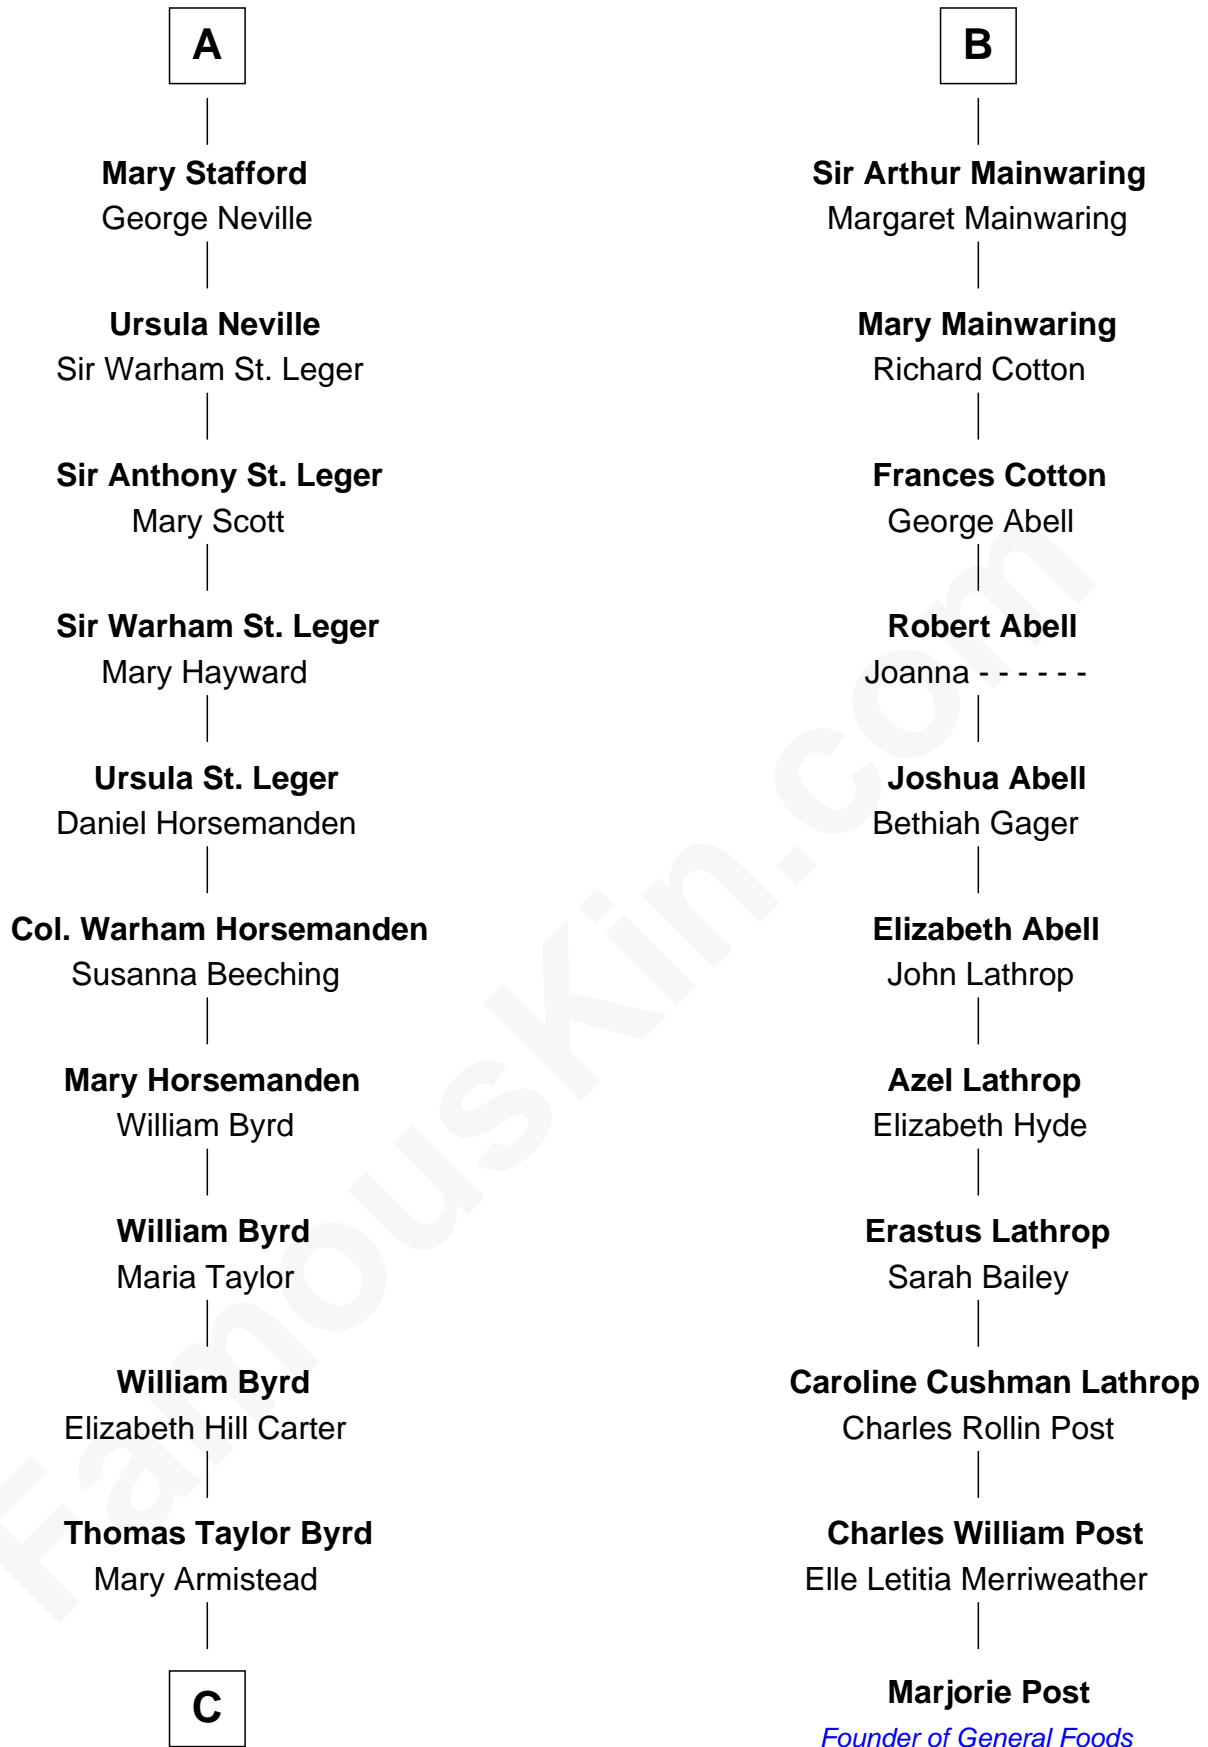 A
Mary Stafford
George Neville
Ursula Neville
Sir Warham St. Leger
Sir Anthony St. Leger
Mary Scott
Sir Warham St. Leger
Mary Hayward
Ursula St. Leger
Daniel Horsemanden
Col. Warham Horsemanden
Susanna Beeching
Mary Horsemanden
William Byrd
William Byrd
Maria Taylor
William Byrd
Elizabeth Hill Carter
Thomas Taylor Byrd
Mary Armistead
C
B
Sir Arthur Mainwaring
Margaret Mainwaring
Mary Mainwaring
Richard Cotton
Frances Cotton
George Abell
Robert Abell
Joanna - - - - - -
Joshua Abell
Bethiah Gager
Elizabeth Abell
John Lathrop
Azel Lathrop
Elizabeth Hyde
Erastus Lathrop
Sarah Bailey
Caroline Cushman Lathrop
Charles Rollin Post
Charles William Post
Elle Letitia Merriweather
Marjorie Post
Founder of General Foods
FamousKin.com